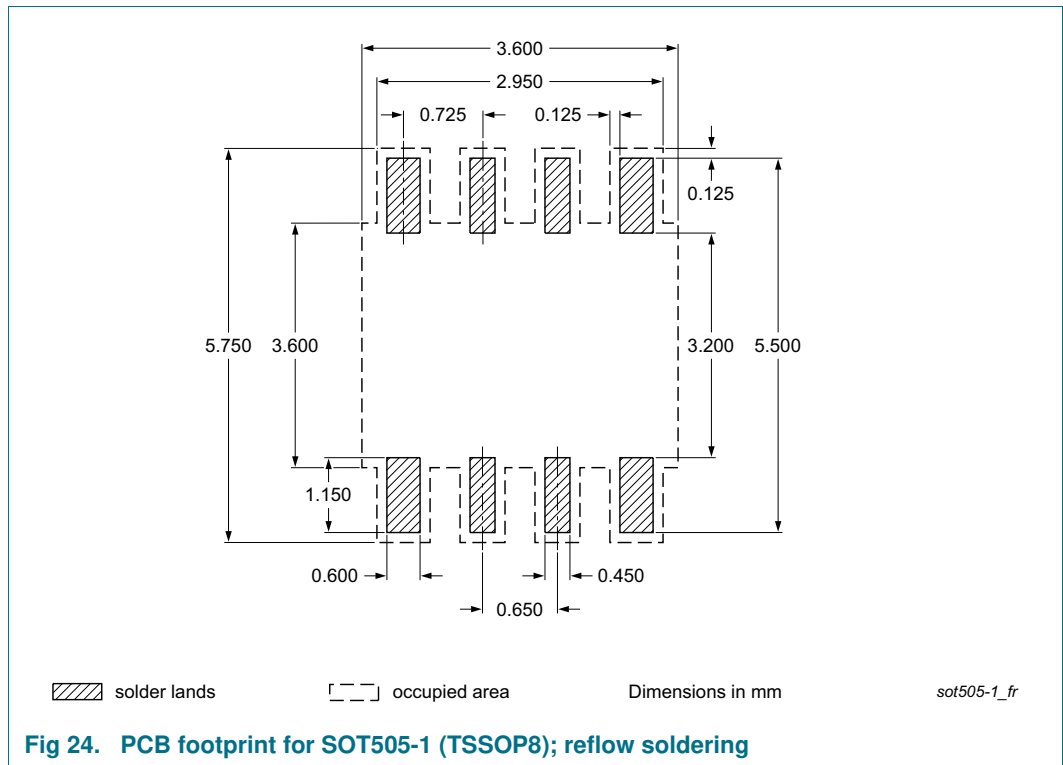 3.600
2.950
0.725
0.125
0.125
5.750
3.600
3.200
5.500
1.150
0.600
0.450
0.650
solder lands
occupied area
Dimensions in mm
sot505-1_fr
Fig 24. PCB footprint for SOT505-1 (TSSOP8); reflow soldering